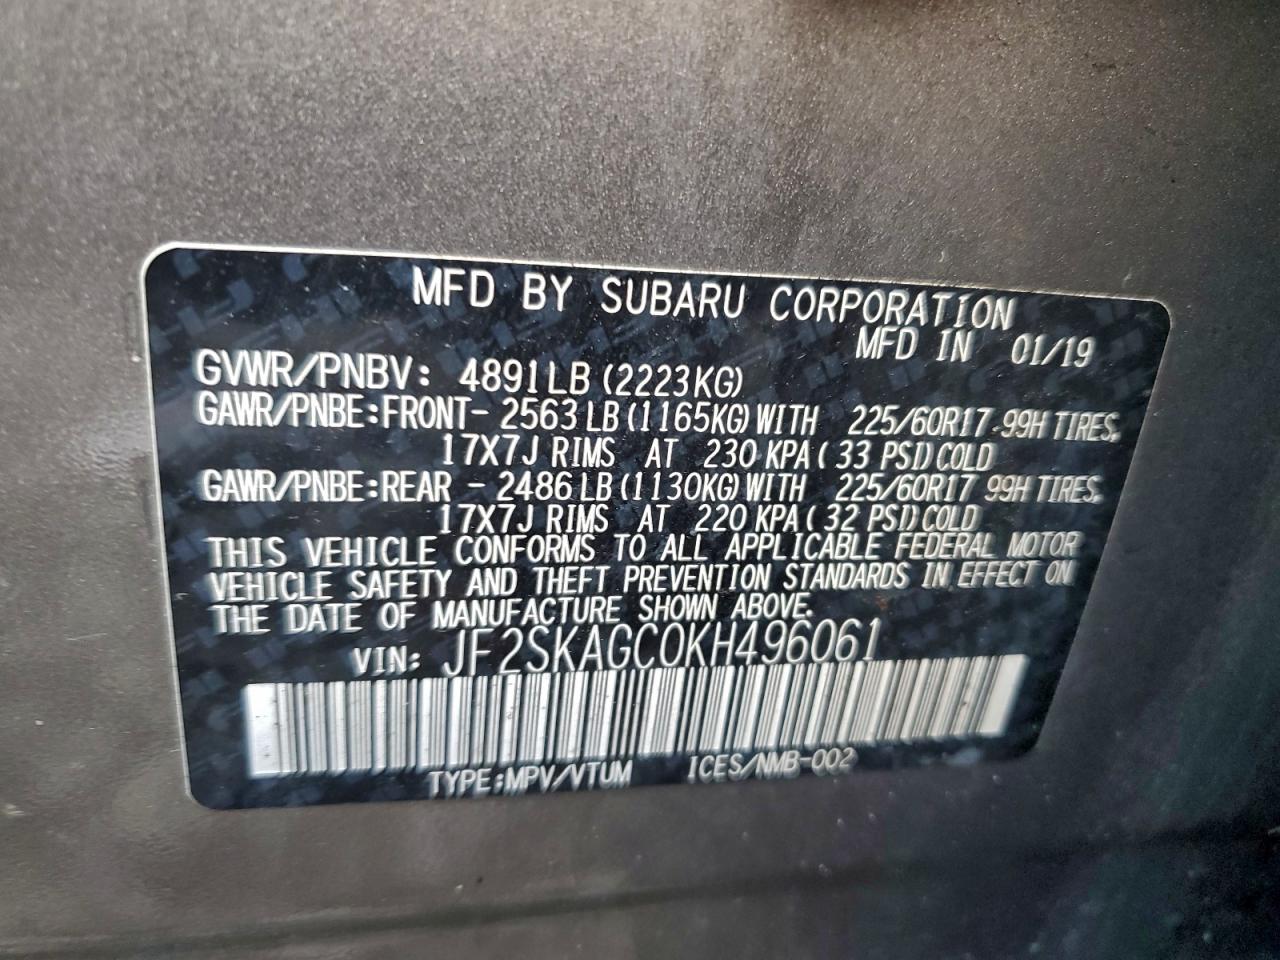 MFD BY SUBARU CORPORATION
MFD IN 01/19
GVWR/PNBV: 4891LB (2223KG)
GAWR/PNBE:FRONT- 2563 LB (1165KG) WITH 225/60R17 99H TIRES,
17X7J RIMS AT 230 KPA ( 33 PSI) COLD
GAWR/PNBE:REAR - 2486 LB (1130KG) WITH 225/60R17 99H TIRES,
17X7J RIMS AT 220 KPA ( 32 PSI) COLD
THIS VEHICLE CONFORMS TO ALL APPLICABLE FEDERAL MOTOR
VEHICLE SAFETY AND THEFT PREVENTION STANDARDS IN EFFECT ON
THE DATE OF MANUFACTURE SHOWN ABOVE.
VIN: JF2SKAGC0KH496061
TYPE:MPV/VTUM ICES/NMB-002